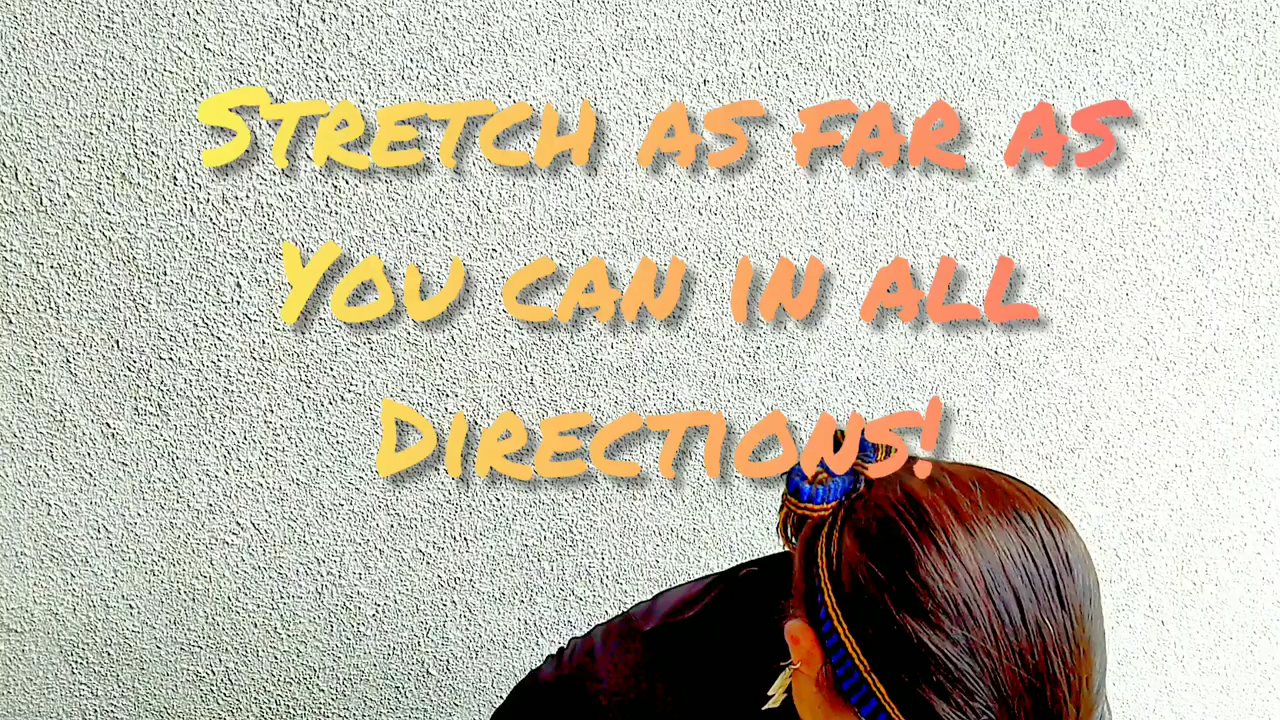 Stretch as far as
You can in all
Directions!